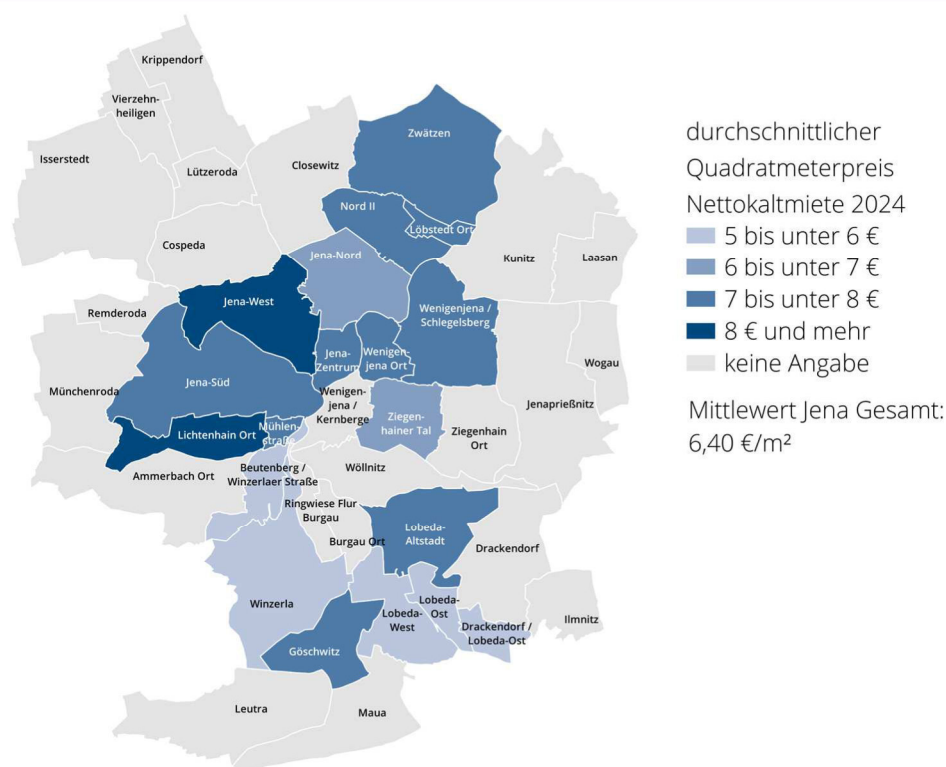 Krippendorf
Vierzehn-
heiligen
Isserstedt
Lützeroda
Closewitz
Zwätzen
Nord II
Löbstedt Ort
Cospeda
Jena-Nord
Kunitz
Laasan
Jena-West
Remderoda
Wenigenjena /
Schlegelsberg
Jena-
Zentrum
Wenigen-
jena Ort
Wogau
Münchenroda
Jena-Süd
Wenigen-
jena /
Kernberge
Jenaprießnitz
Ziegen-
hainer Tal
Ziegenhain
Ort
Lichtenhain Ort
Mühlen-
straße
Ammerbach Ort
Beutenberg /
Winzerlaer Straße
Wöllnitz
Ringwiese Flur
Burgau
Burgau Ort
Lobeda-
Altstadt
Drackendorf
Winzerla
Lobeda-
Ost
Lobeda-
West
Drackendorf /
Lobeda-Ost
Ilmnitz
Göschwitz
Leutra
Maua
durchschnittlicher
Quadratmeterpreis
Nettokaltmiete 2024
5 bis unter 6 €
6 bis unter 7 €
7 bis unter 8 €
8 € und mehr
keine Angabe
Mittlewert Jena Gesamt:
6,40 €/m²